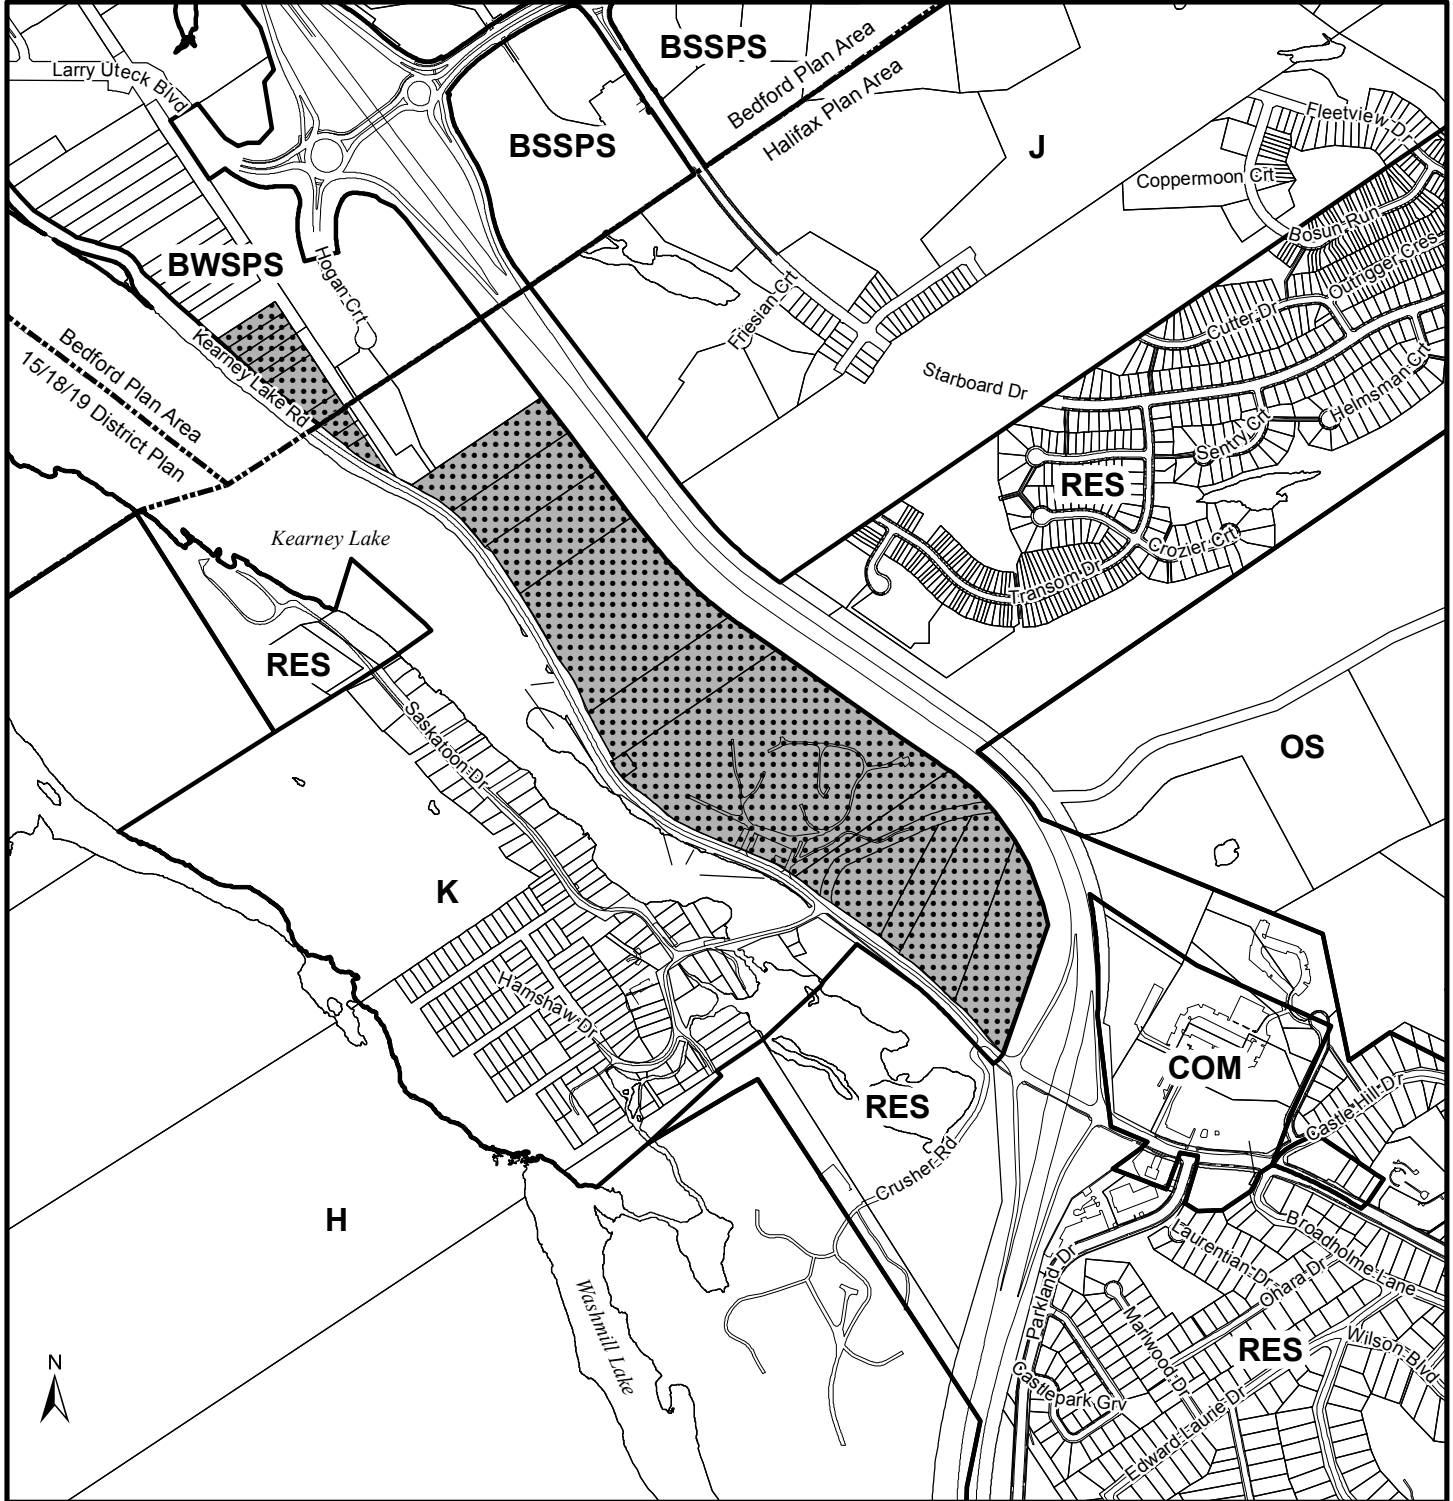 BSSPS
Bedford Plan Area
Halifax Plan Area
Larry Uteck Blvd
BSSPS
J
Fleetview Dr
Coppermoon Crt
Bosun Run
Outrigger Cres
BWSPS
Hogan Crt
Friesian Crt
Cutter Dr
Kearney Lake Rd
Bedford Plan Area
15/18/19 District Plan
Starboard Dr
Helmsman Crt
Sentry Crt
RES
Kearney Lake
Crozier Crt
Transom Dr
RES
Saskatoon Dr
OS
K
Hamshaw Dr
COM
RES
Castle Hill Dr
Crusher Rd
H
Broadholme Lane
Laurentian Dr
Ohara Dr
Parkland Dr
Washmill Lake
Marlwood Dr
RES
Wilson Blvd
N
Castlepark Grv
Edward Laurie Dr